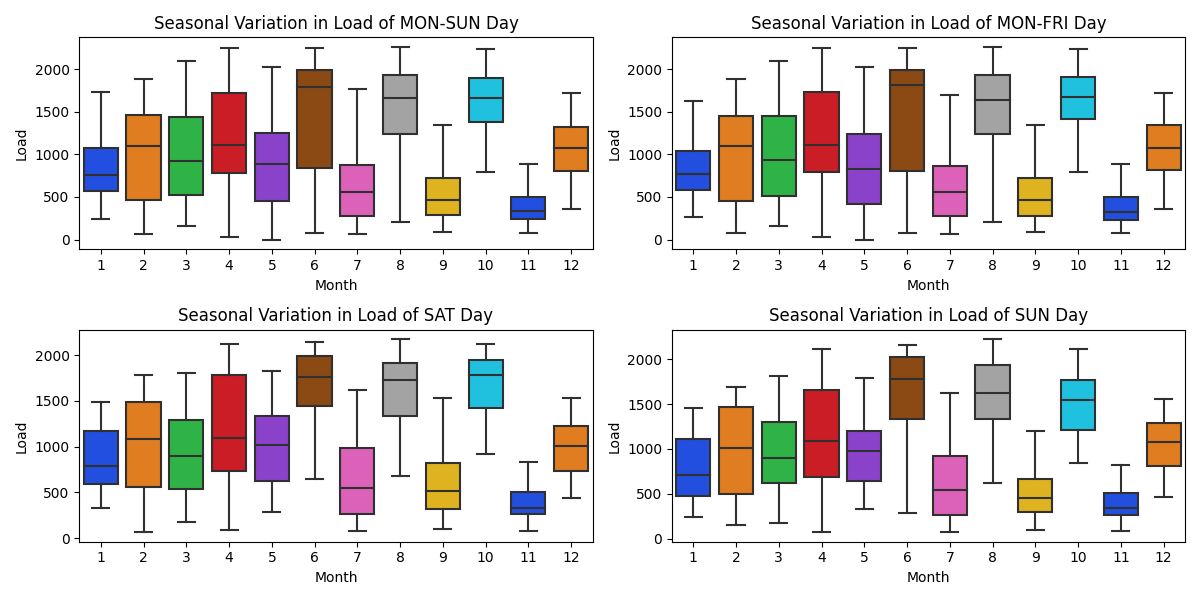 Seasonal Variation in Load of MON-SUN Day
2000
1500
1000
500
0
Load
1 2 3 4 5 6 7 8 9 10 11 12
Month
Seasonal Variation in Load of MON-FRI Day
2000
1500
1000
500
0
Load
1 2 3 4 5 6 7 8 9 10 11 12
Month
Seasonal Variation in Load of SAT Day
2000
1500
1000
500
0
Load
1 2 3 4 5 6 7 8 9 10 11 12
Month
Seasonal Variation in Load of SUN Day
2000
1500
1000
500
0
Load
1 2 3 4 5 6 7 8 9 10 11 12
Month